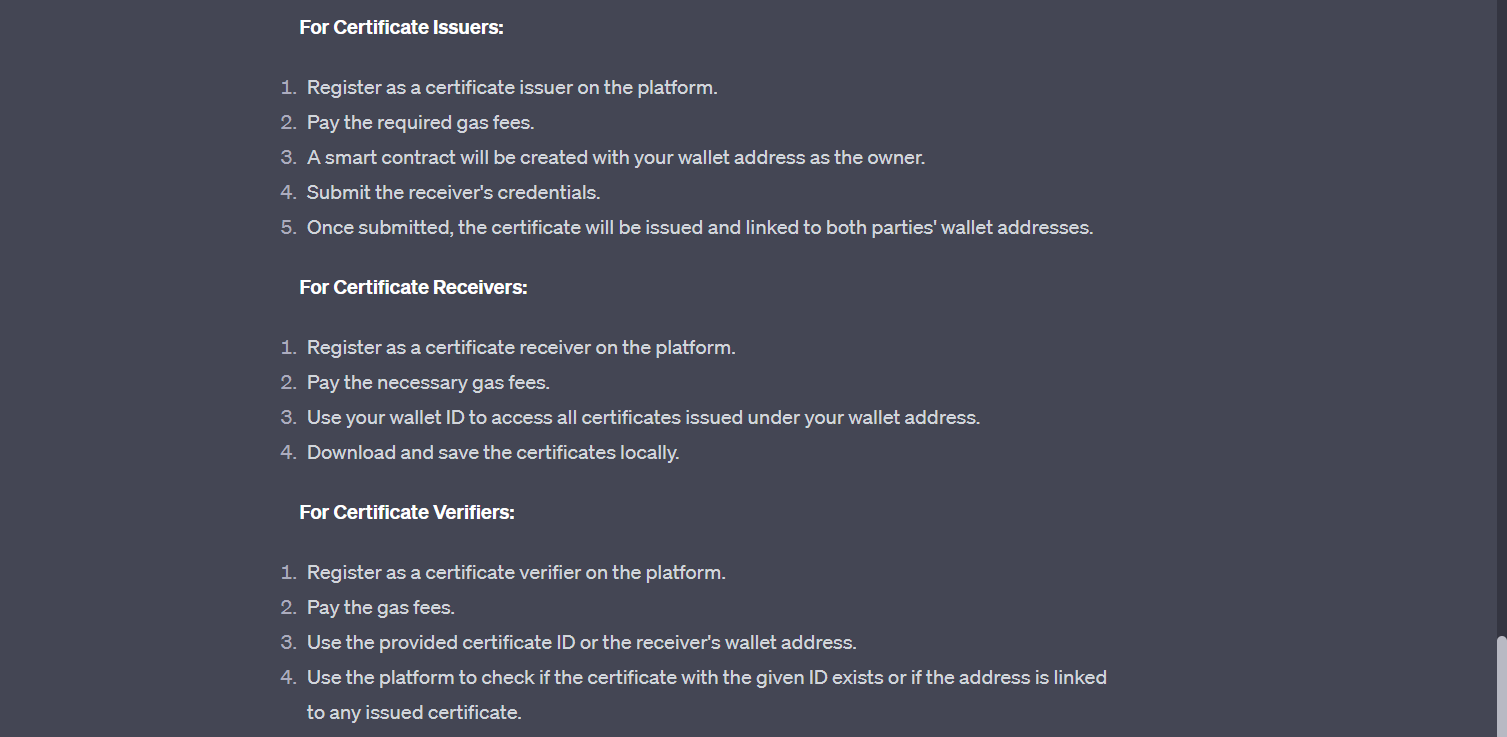 For Certificate Issuers:
1. Register as a certificate issuer on the platform.
2. Pay the required gas fees.
3. A smart contract will be created with your wallet address as the owner.
4. Submit the receiver's credentials.
5. Once submitted, the certificate will be issued and linked to both parties' wallet addresses.
For Certificate Receivers:
1. Register as a certificate receiver on the platform.
2. Pay the necessary gas fees.
3. Use your wallet ID to access all certificates issued under your wallet address.
4. Download and save the certificates locally.
For Certificate Verifiers:
1. Register as a certificate verifier on the platform.
2. Pay the gas fees.
3. Use the provided certificate ID or the receiver's wallet address.
4. Use the platform to check if the certificate with the given ID exists or if the address is linked
to any issued certificate.